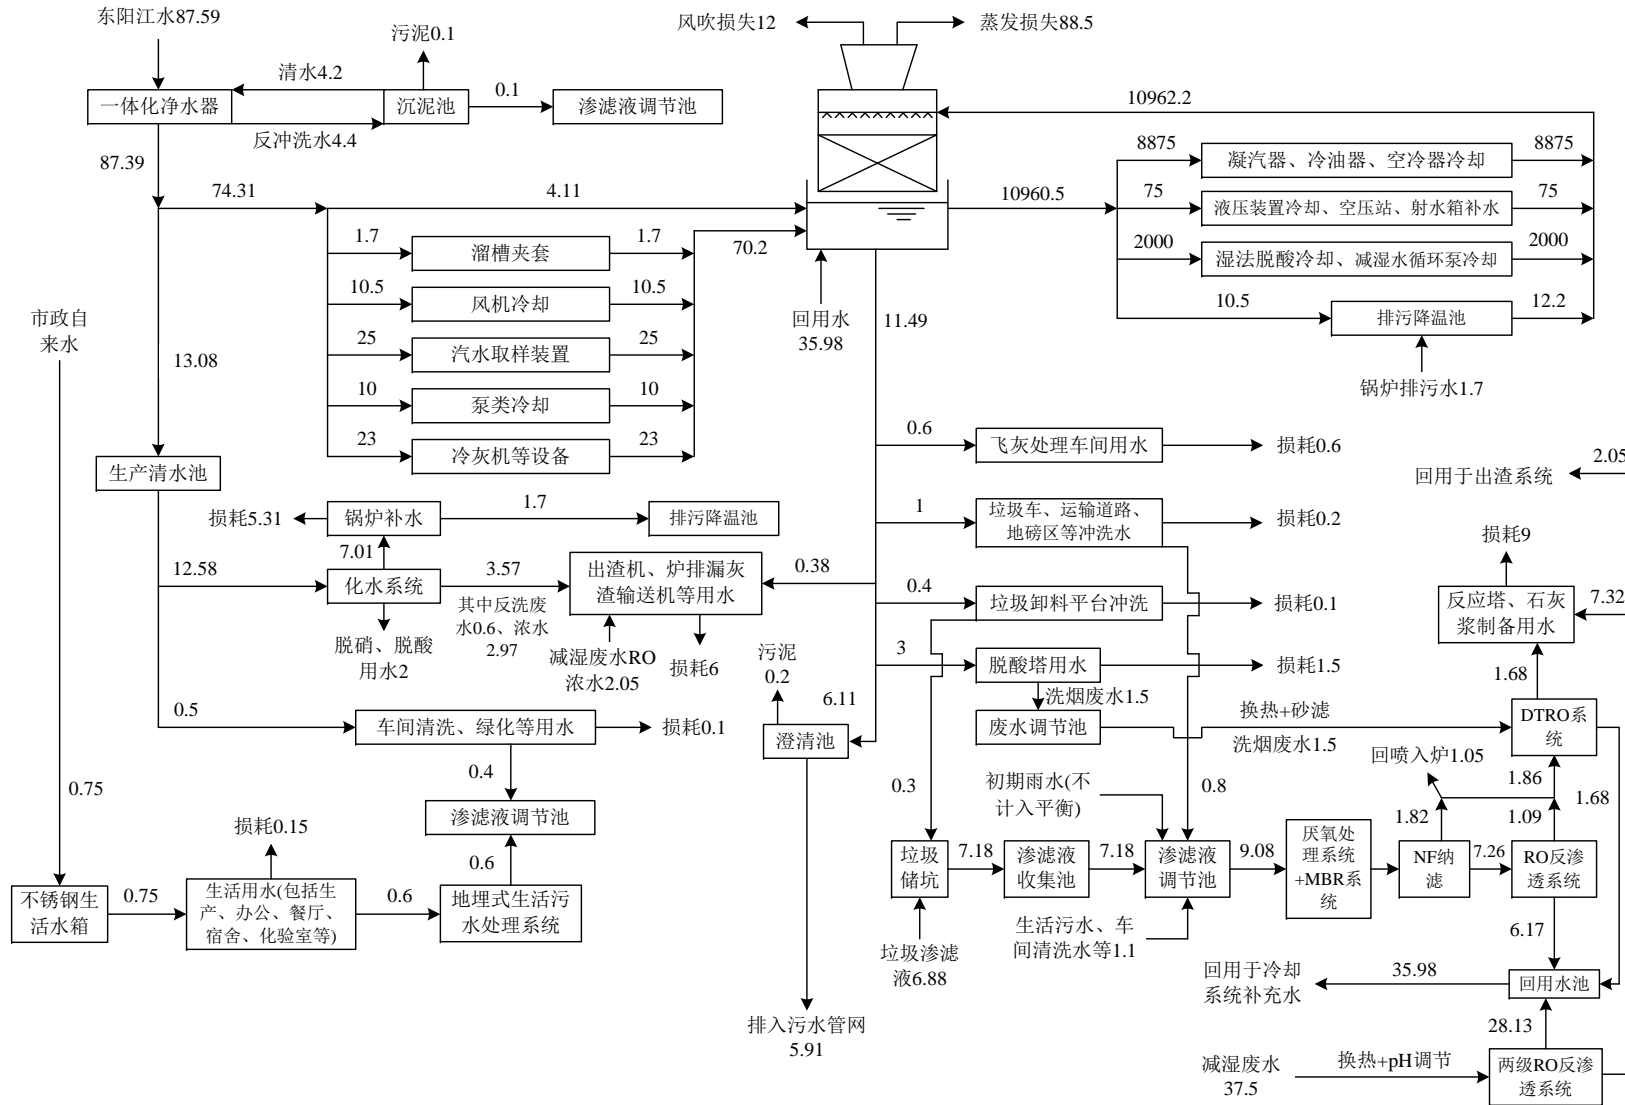 东阳江水87.59
污泥0.1
清水4.2
一体化净水器
沉泥池
0.1
渗滤液调节池
反冲洗水4.4
87.39
风吹损失12
蒸发损失88.5
10962.2
8875
凝汽器、冷油器、空冷器冷却
8875
74.31
4.11
10960.5
75
液压装置冷却、空压站、射水箱补水
75
1.7
溜槽夹套
1.7
70.2
2000
湿法脱酸冷却、减湿水循环泵冷却
2000
10.5
风机冷却
10.5
10.5
排污降温池
12.2
市政自
来水
回用水
35.98
11.49
25
汽水取样装置
25
13.08
锅炉排污水1.7
10
泵类冷却
10
23
冷灰机等设备
23
0.6
飞灰处理车间用水
损耗0.6
2.05
生产清水池
回用于出渣系统
损耗5.31
锅炉补水
1.7
排污降温池
1
垃圾车、运输道路、
地磅区等冲洗水
损耗0.2
7.01
损耗9
12.58
化水系统
3.57
其中反洗废
水0.6、浓水
2.97
出渣机、炉排漏灰
渣输送机等用水
0.38
0.4
垃圾卸料平台冲洗
损耗0.1
反应塔、石灰
浆制备用水
7.32
脱硝、脱酸
用水2
减湿废水RO
浓水2.05
损耗6
污泥
0.2
3
脱酸塔用水
损耗1.5
1.68
洗烟废水1.5
0.5
车间清洗、绿化等用水
损耗0.1
6.11
澄清池
废水调节池
换热+砂滤
洗烟废水1.5
DTRO系
统
0.4
回喷入炉1.05
1.86
0.75
渗滤液调节池
0.3
初期雨水(不
计入平衡)
0.8
1.82
1.09
1.68
损耗0.15
0.6
垃圾
储坑
7.18
渗滤液
收集池
7.18
渗滤液
调节池
9.08
厌氧处
理系统
+MBR系
统
NF纳
滤
7.26
RO反渗
透系统
不锈钢生
活水箱
0.75
生活用水(包括生
产、办公、餐厅、
宿舍、化验室等)
0.6
地埋式生活污
水处理系统
生活污水、车
间清洗水等1.1
6.17
垃圾渗滤
液6.88
回用于冷却
系统补充水
35.98
回用水池
排入污水管网
5.91
28.13
减湿废水
37.5
换热+pH调节
两级RO反渗
透系统